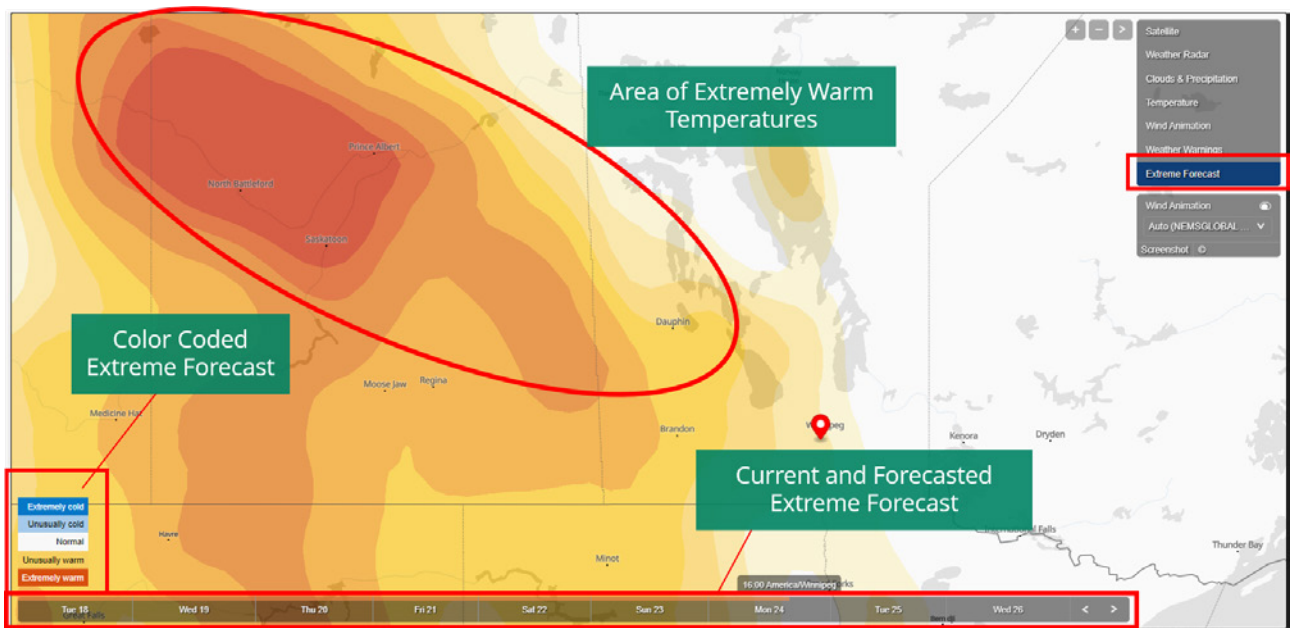 + − >
Satellite
Weather Radar
Clouds & Precipitation
Temperature
Wind Animation
Weather Warnings
Extreme Forecast
Wind Animation
Auto (NEMSGLOBAL ...
Screenshot
Area of Extremely Warm
Temperatures
Prince Albert
North Battleford
Saskatoon
Dauphin
Color Coded
Extreme Forecast
Moose Jaw
Regina
Medicine Hat
Brandon
Kenora
Dryden
Current and Forecasted
Extreme Forecast
Extremely cold
Unusually cold
Normal
Unusually warm
Extremely warm
Havre
Minot
Thunder Bay
16:00 America/Winnipeg
Tue 18
Wed 19
Thu 20
Fri 21
Sat 22
Sun 23
Mon 24
Tue 25
Wed 26
< >
Great Falls